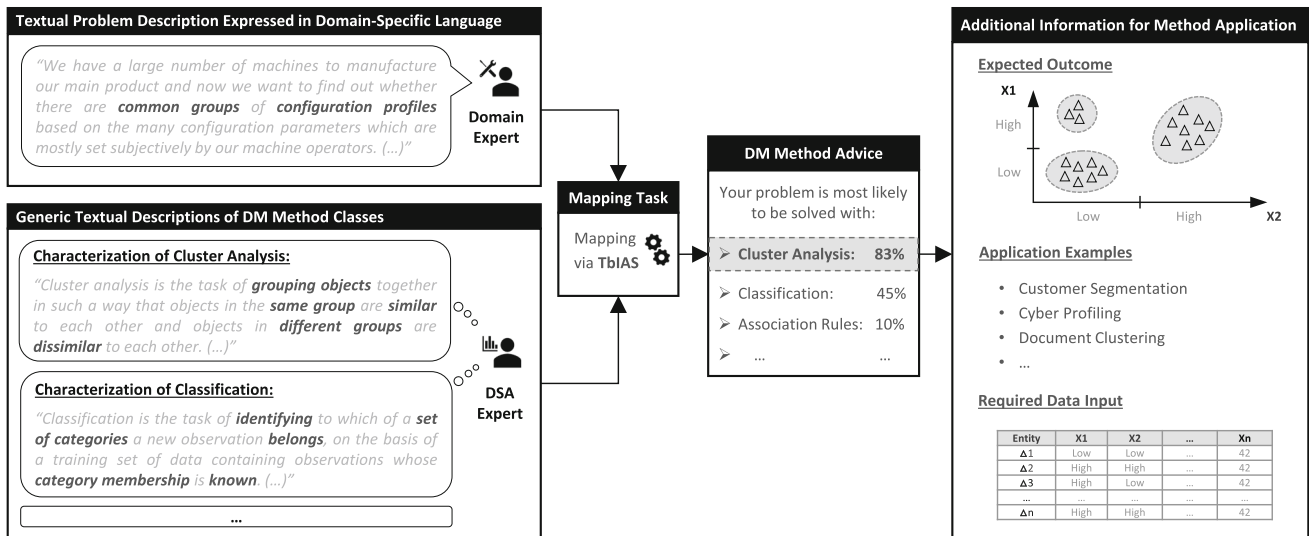 Textual Problem Description Expressed in Domain-Specific Language
“We have a large number of machines to manufacture
our main product and now we want to find out whether
there are common groups of configuration profiles
based on the many configuration parameters which are
mostly set subjectively by our machine operators. (…)”
Domain
Expert
Generic Textual Descriptions of DM Method Classes
Characterization of Cluster Analysis:
“Cluster analysis is the task of grouping objects together
in such a way that objects in the same group are similar
to each other and objects in different groups are
dissimilar to each other. (…)”
Characterization of Classification:
“Classification is the task of identifying to which of a set
of categories a new observation belongs, on the basis of
a training set of data containing observations whose
category membership is known. (…)”
…
DSA
Expert
Mapping Task
Mapping
via TbIAS
DM Method Advice
Your problem is most likely
to be solved with:
➢ Cluster Analysis: 83%
➢ Classification: 45%
➢ Association Rules: 10%
➢ … …
Additional Information for Method Application
Expected Outcome
X1
High
Low
Low High X2
Application Examples
• Customer Segmentation
• Cyber Profiling
• Document Clustering
• …
Required Data Input
Entity X1 X2 … Xn
Δ1 Low Low … 42
Δ2 High High … 42
Δ3 High Low … 42
… … … … …
Δn High High … 42